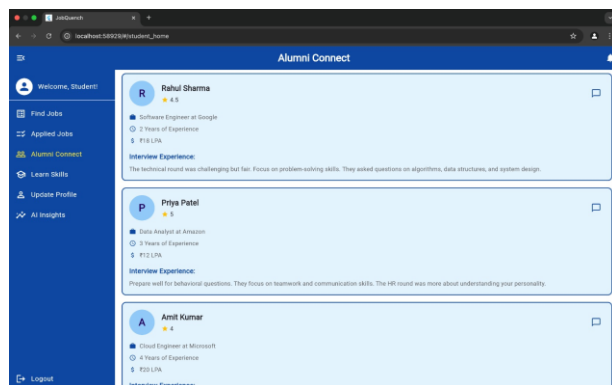 JobQuench
localhost:58929/#/student_home
Alumni Connect
Welcome, Student!
Find Jobs
Applied Jobs
Alumni Connect
Learn Skills
Update Profile
AI Insights
Logout
R
Rahul Sharma
4.5
Software Engineer at Google
2 Years of Experience
$ ₹18 LPA
Interview Experience:
The technical round was challenging but fair. Focus on problem-solving skills. They asked questions on algorithms, data structures, and system design.
P
Priya Patel
5
Data Analyst at Amazon
3 Years of Experience
$ ₹12 LPA
Interview Experience:
Prepare well for behavioral questions. They focus on teamwork and communication skills. The HR round was more about understanding your personality.
A
Amit Kumar
4
Cloud Engineer at Microsoft
4 Years of Experience
$ ₹20 LPA
Interview Experience: